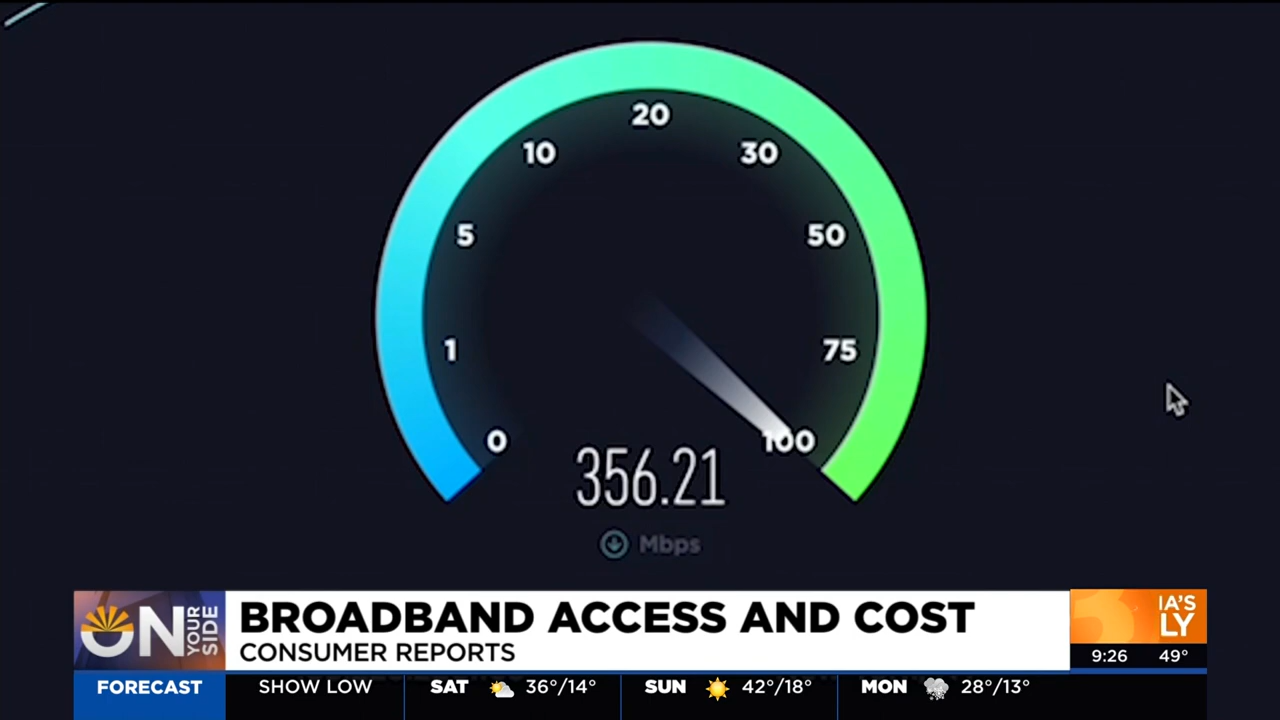 20
10
30
5
50
1
75
0
100
356.21
Mbps
ON YOUR SIDE
BROADBAND ACCESS AND COST
CONSUMER REPORTS
IA'S
LY
9:26 49°
FORECAST SHOW LOW SAT 36°/14° SUN 42°/18° MON 28°/13°